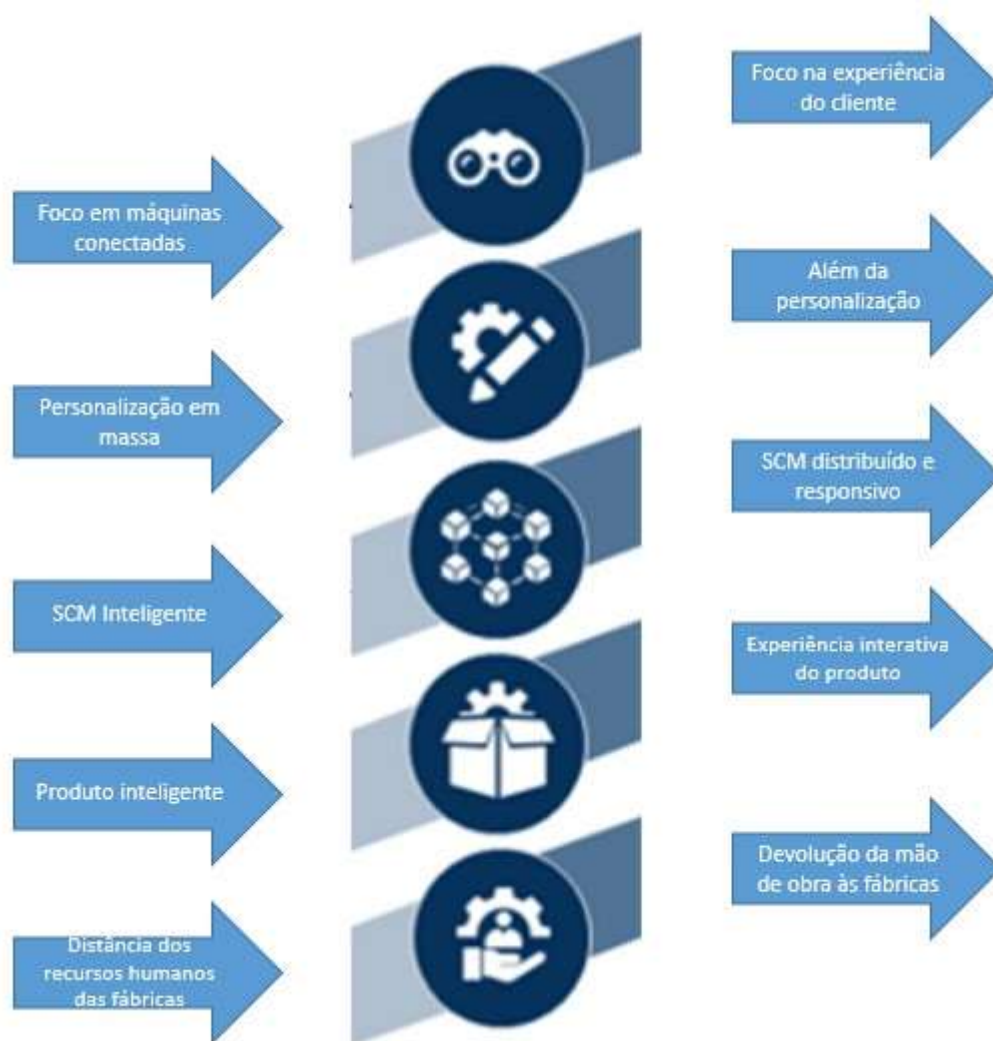 Foco em máquinas
conectadas
Foco na experiência
do cliente
Personalização em
massa
Além da
personalização
SCM Inteligente
SCM distribuído e
responsivo
Produto inteligente
Experiência interativa
do produto
Distância dos
recursos humanos
das fábricas
Devolução da mão
de obra às fábricas